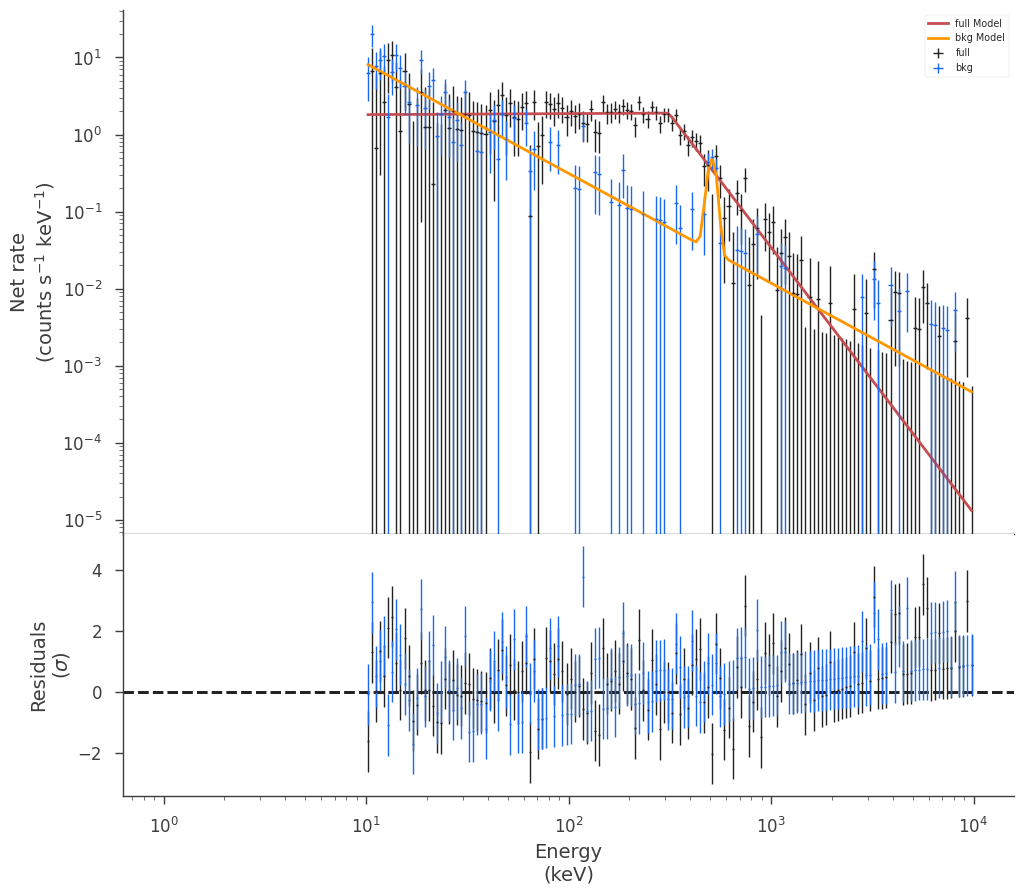 full Model
bkg Model
full
bkg
Net rate
(counts s⁻¹ keV⁻¹)
10¹
10⁰
10⁻¹
10⁻²
10⁻³
10⁻⁴
10⁻⁵
Residuals
(σ)
4
2
0
−2
10⁰ 10¹ 10² 10³ 10⁴
Energy
(keV)